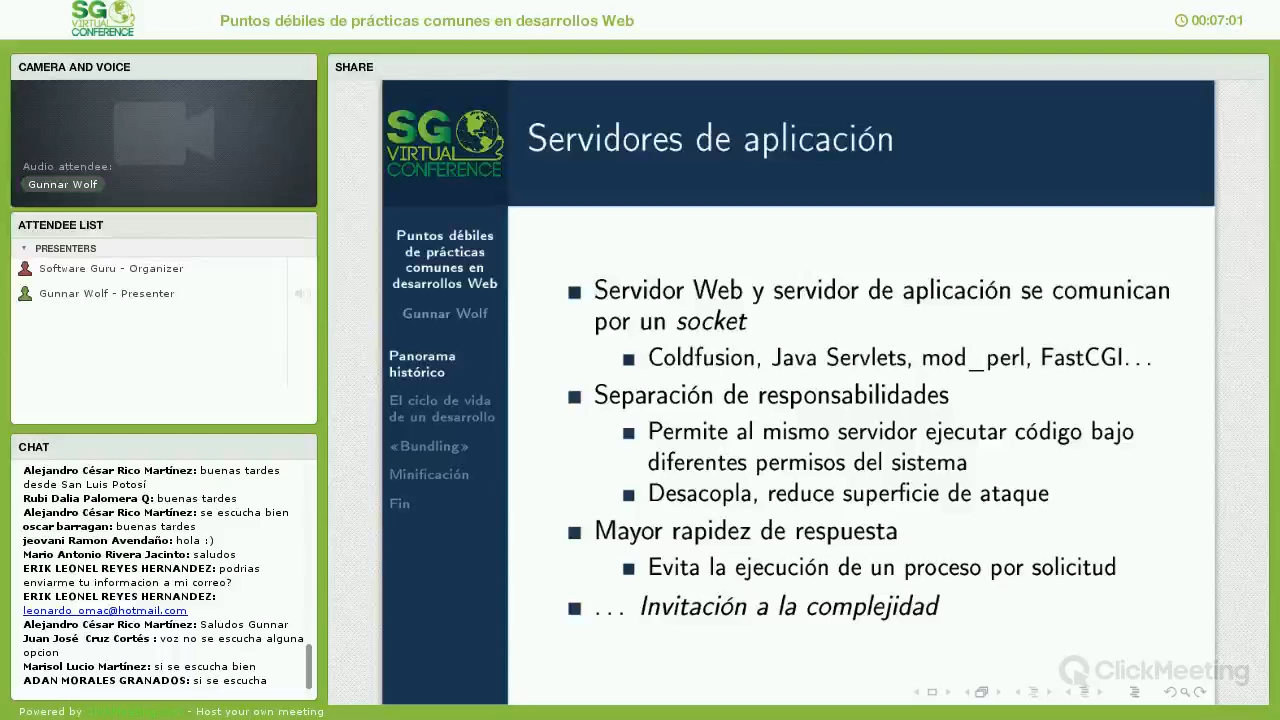 SG
VIRTUAL
CONFERENCE
Puntos débiles de prácticas comunes en desarrollos Web
00:07:01
CAMERA AND VOICE
Audio attendee:
Gunnar Wolf
ATTENDEE LIST
PRESENTERS
Software Guru - Organizer
Gunnar Wolf - Presenter
CHAT
Alejandro César Rico Martínez: buenas tardes
desde San Luis Potosí
Rubi Dalia Palomera Q: buenas tardes
Alejandro César Rico Martínez: se escucha bien
oscar barragan: buenas tardes
jeovani Ramon Avendaño: hola :)
Mario Antonio Rivera Jacinto: saludos
ERIK LEONEL REYES HERNANDEZ: podrias
enviarme tu informacion a mi correo?
ERIK LEONEL REYES HERNANDEZ:
leonardo_omac@hotmail.com
Alejandro César Rico Martínez: Saludos Gunnar
Juan José Cruz Cortés : voz no se escucha alguna
opcion
Marisol Lucio Martínez: si se escucha bien
ADAN MORALES GRANADOS: si se escucha
Powered by - Host your own meeting
SHARE
SG
VIRTUAL
CONFERENCE
Servidores de aplicación
Puntos débiles
de prácticas
comunes en
desarrollos Web
Gunnar Wolf
Panorama
histórico
El ciclo de vida
de un desarrollo
«Bundling»
Minificación
Fin
Servidor Web y servidor de aplicación se comunican
por un socket
Coldfusion, Java Servlets, mod_perl, FastCGI...
Separación de responsabilidades
Permite al mismo servidor ejecutar código bajo
diferentes permisos del sistema
Desacopla, reduce superficie de ataque
Mayor rapidez de respuesta
Evita la ejecución de un proceso por solicitud
... Invitación a la complejidad
ClickMeeting